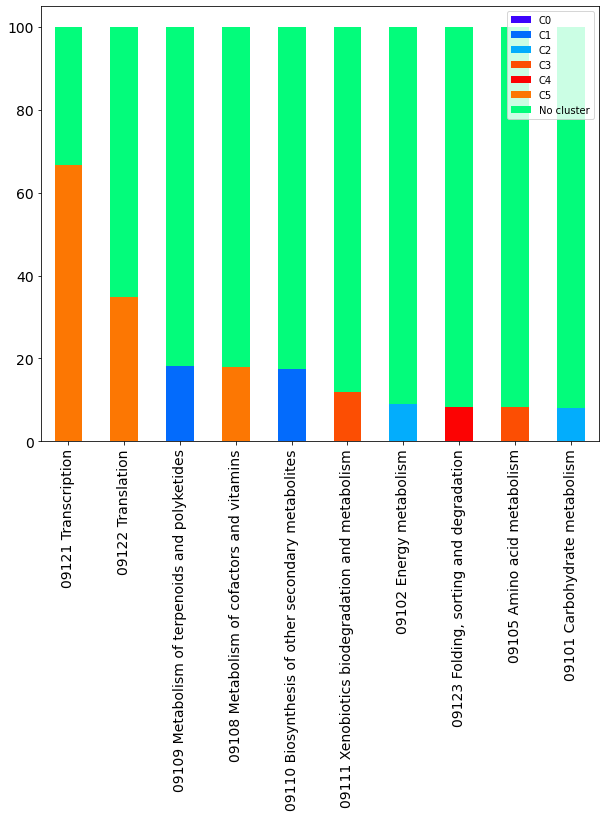 100
80
60
40
20
0
C0
C1
C2
C3
C4
C5
No cluster
09121 Transcription
09122 Translation
09109 Metabolism of terpenoids and polyketides
09108 Metabolism of cofactors and vitamins
09110 Biosynthesis of other secondary metabolites
09111 Xenobiotics biodegradation and metabolism
09102 Energy metabolism
09123 Folding, sorting and degradation
09105 Amino acid metabolism
09101 Carbohydrate metabolism